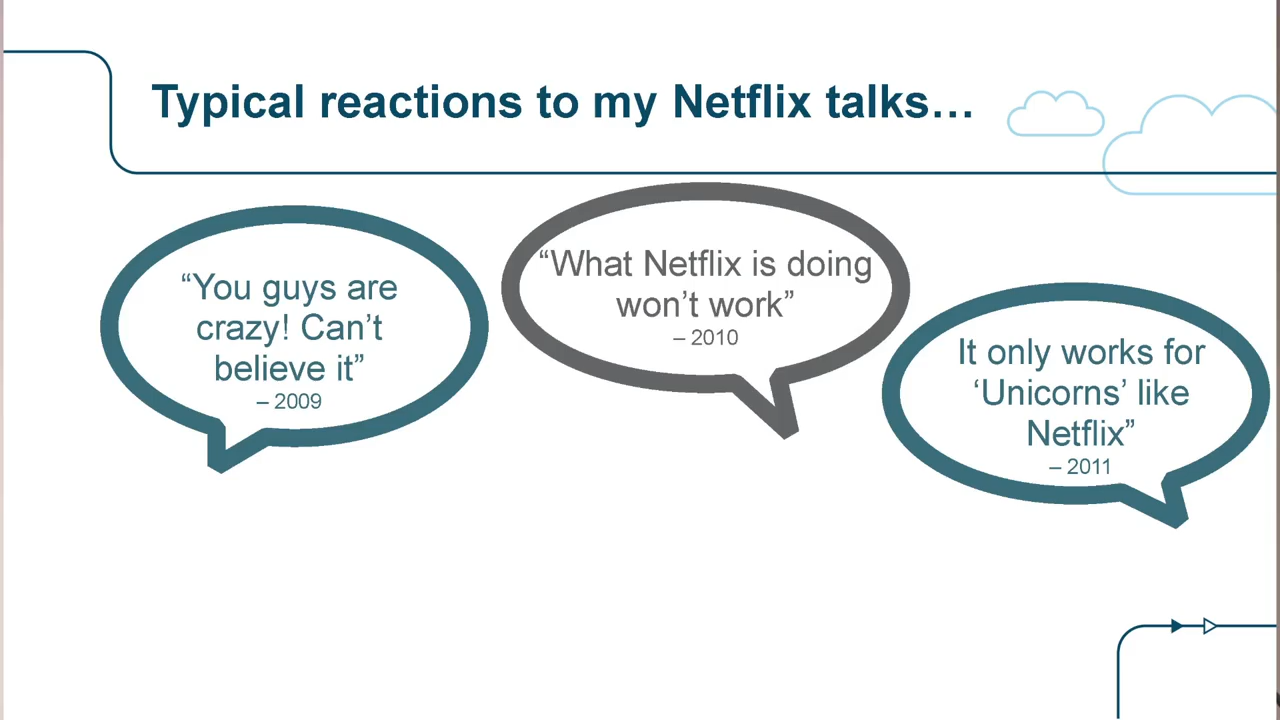 Typical reactions to my Netflix talks…
“You guys are
crazy! Can’t
believe it”
– 2009
“What Netflix is doing
won’t work”
– 2010
It only works for
‘Unicorns’ like
Netflix”
– 2011